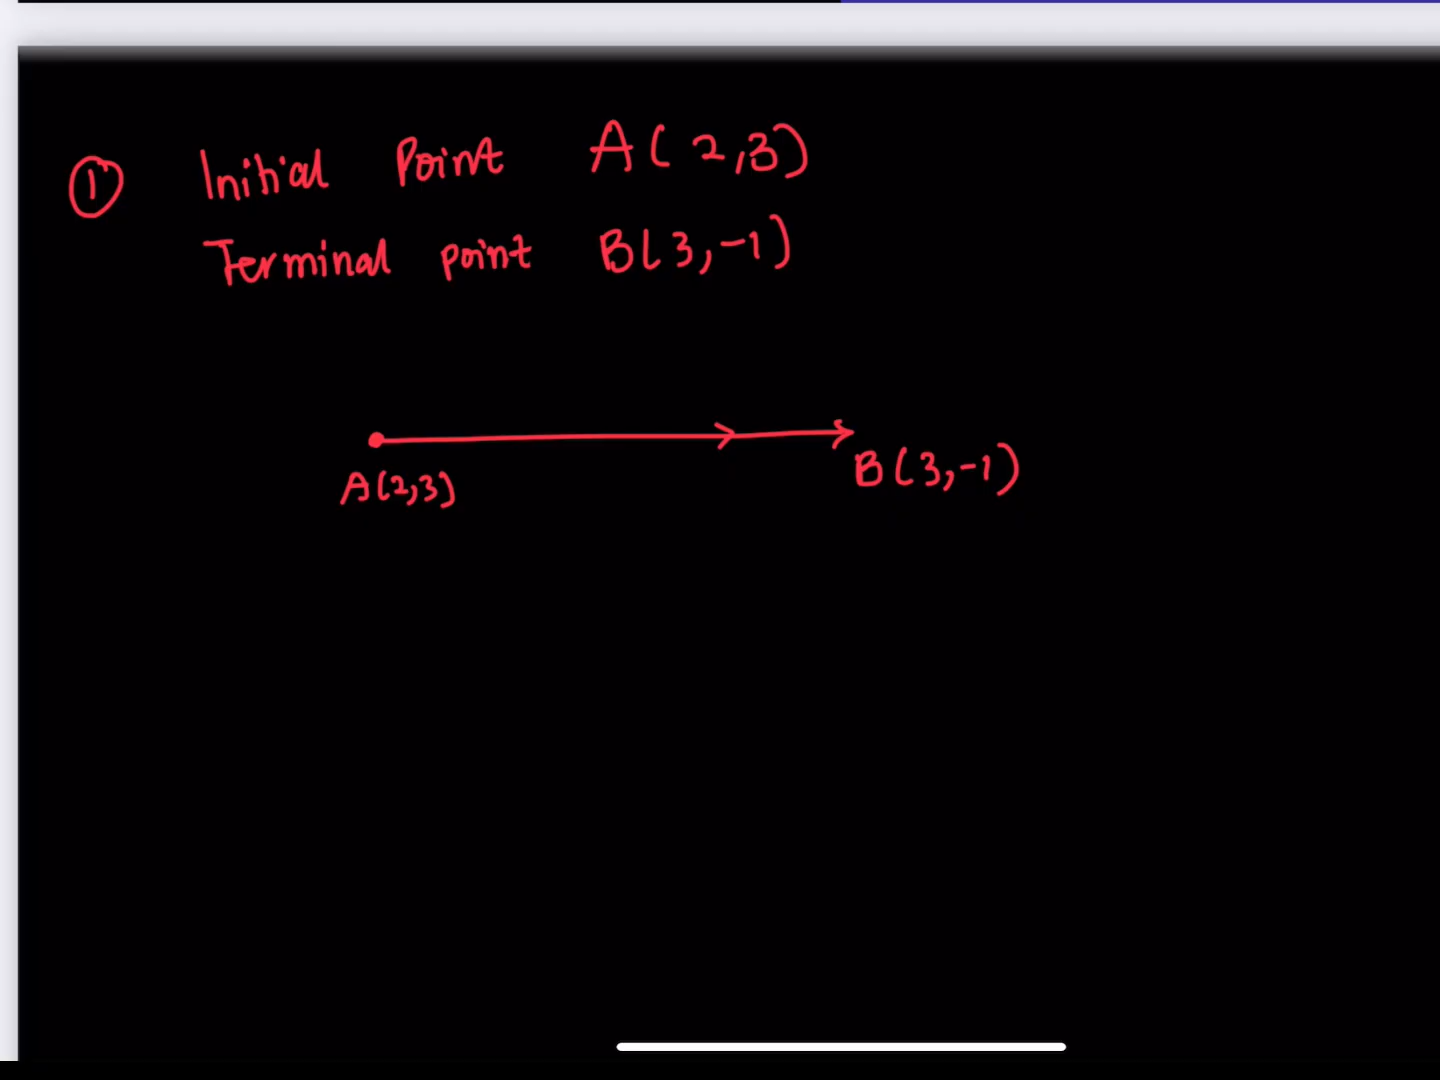 ① Initial Point A(2,3)
Terminal point B(3,-1)
A(2,3)
B(3,-1)